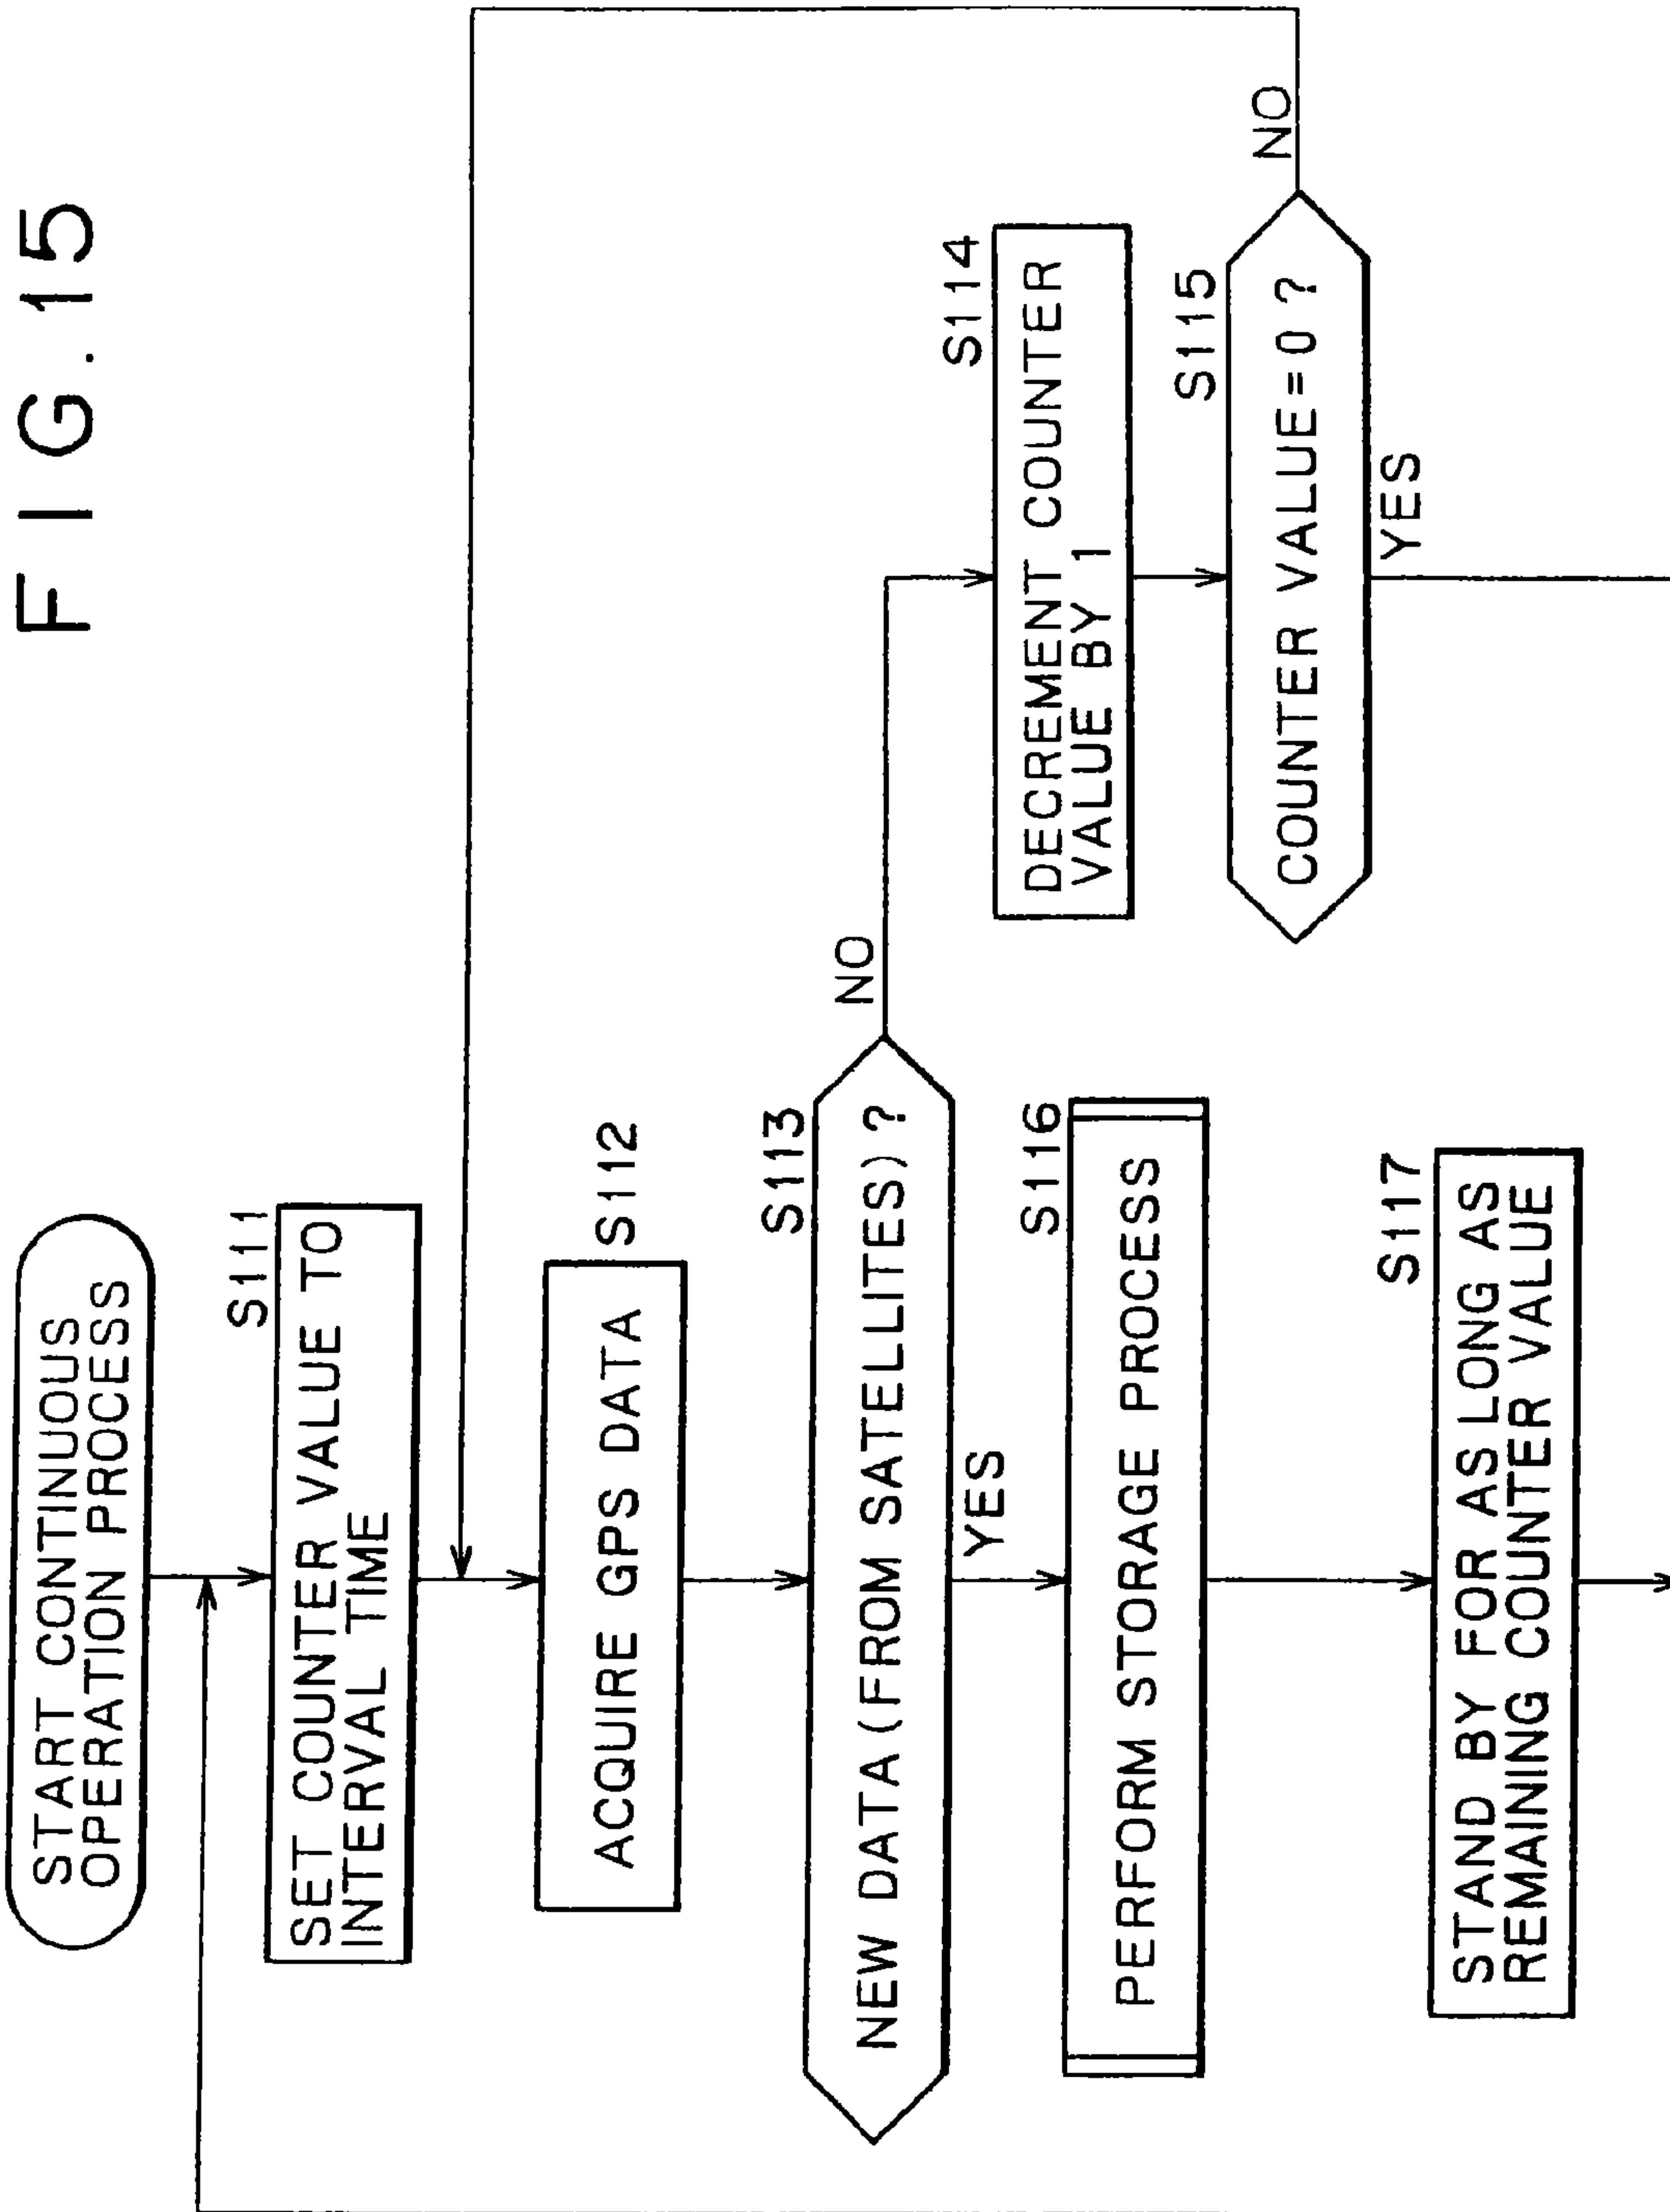 FIG.15
START CONTINUOUS
OPERATION PROCESS
S111
SET COUNTER VALUE TO
INTERVAL TIME
ACQUIRE GPS DATA
S112
S113
NEW DATA (FROM SATELLITES) ?
NO
YES
S114
DECREMENT COUNTER
VALUE BY 1
S115
COUNTER VALUE=0 ?
NO
YES
S116
PERFORM STORAGE PROCESS
S117
STAND BY FOR AS LONG AS
REMAINING COUNTER VALUE